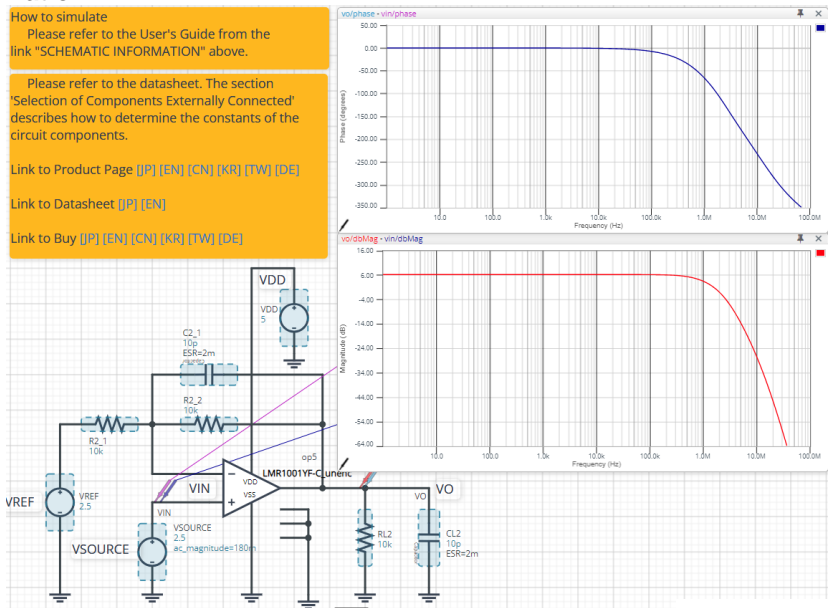 How to simulate
Please refer to the User's Guide from the
link "SCHEMATIC INFORMATION" above.
Please refer to the datasheet. The section
'Selection of Components Externally Connected'
describes how to determine the constants of the
circuit components.
Link to Product Page [JP] [EN] [CN] [KR] [TW] [DE]
Link to Datasheet [JP] [EN]
Link to Buy [JP] [EN] [CN] [KR] [TW] [DE]
vo/phase - vin/phase
50.00
0.00
-50.00
-100.00
-150.00
-200.00
-250.00
-300.00
-350.00
Phase (degrees)
10.0
100.0
1.0k
10.0k
100.0k
1.0M
10.0M
100.0M
Frequency (Hz)
vo/dbMag - vin/dbMag
16.00
6.00
-4.00
-14.00
-24.00
-34.00
-44.00
-54.00
-64.00
Magnitude (dB)
10.0
100.0
1.0k
10.0k
100.0k
1.0M
10.0M
100.0M
Frequency (Hz)
VDD
VDD
5
C2_1
10p
ESR=2m
R2_2
10k
R2_1
10k
op5
LMR1001YF-C_
VDD
VSS
VIN
VIN
VREF
VREF
2.5
VSOURCE
VSOURCE
2.5
ac_magnitude=180m
VO
VO
RL2
10k
CL2
10p
ESR=2m